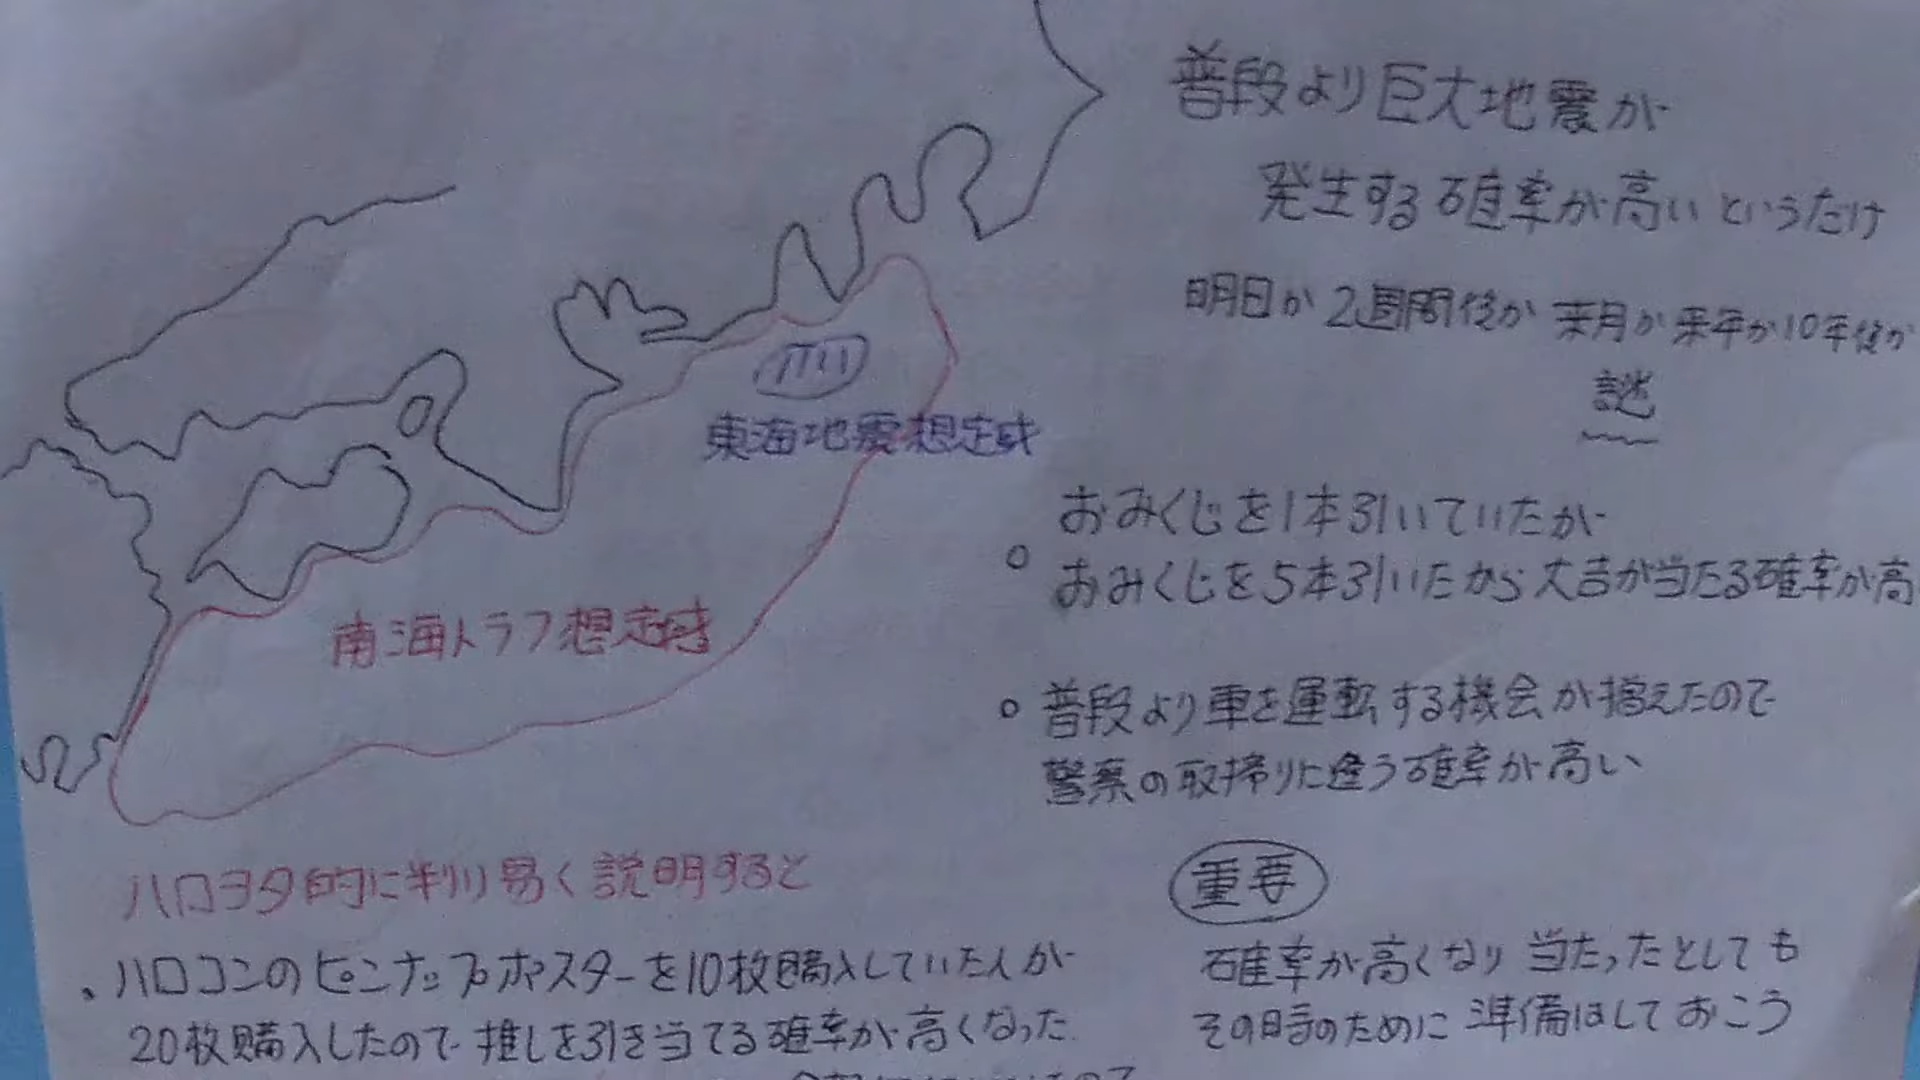 普段より巨大地震が
発生する確率が高いというだけ
明日か2週間後か来月か来年か10年後か
謎
東海地震想定域
南海トラフ想定域
おみくじを1本引いていたが
○ おみくじを5本引いたから大吉が当たる確率が高
○ 普段より車を運転する機会が増えたので
警察の取締りに逢う確率が高い
ハロヲタ的に判り易く説明すると
、ハロコンのピンナップポスターを10枚購入していた人が
20枚購入したので推しを引き当てる確率が高くなった
重要
確率が高くなり当たったとしても
その時のために準備はしておこう